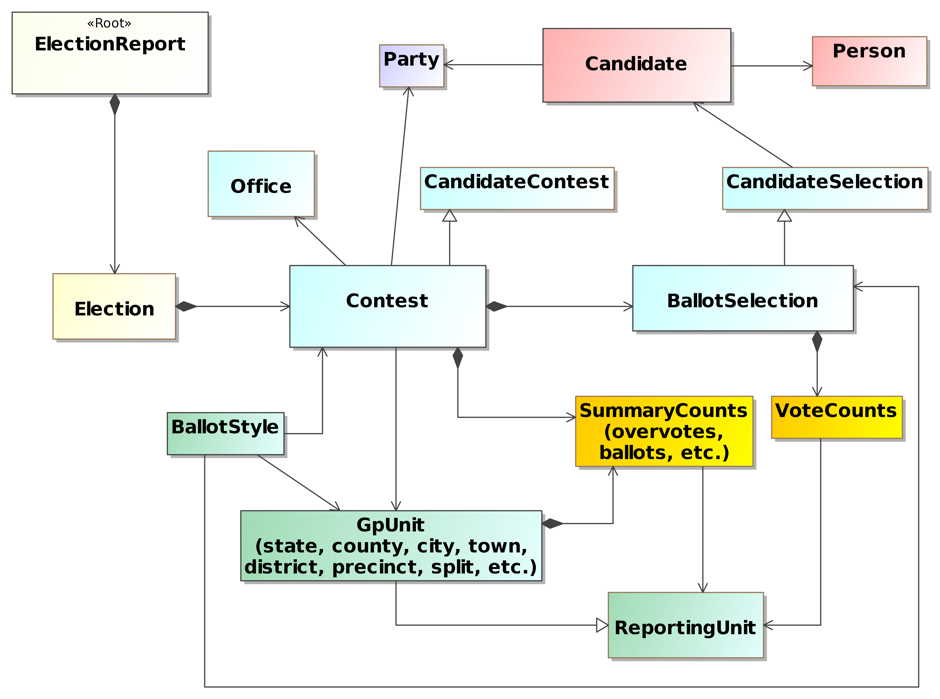 «Root»
ElectionReport
Party
Candidate
Person
Office
CandidateContest
CandidateSelection
Election
Contest
BallotSelection
BallotStyle
SummaryCounts
(overvotes,
ballots, etc.)
VoteCounts
GpUnit
(state, county, city, town,
district, precinct, split, etc.)
ReportingUnit